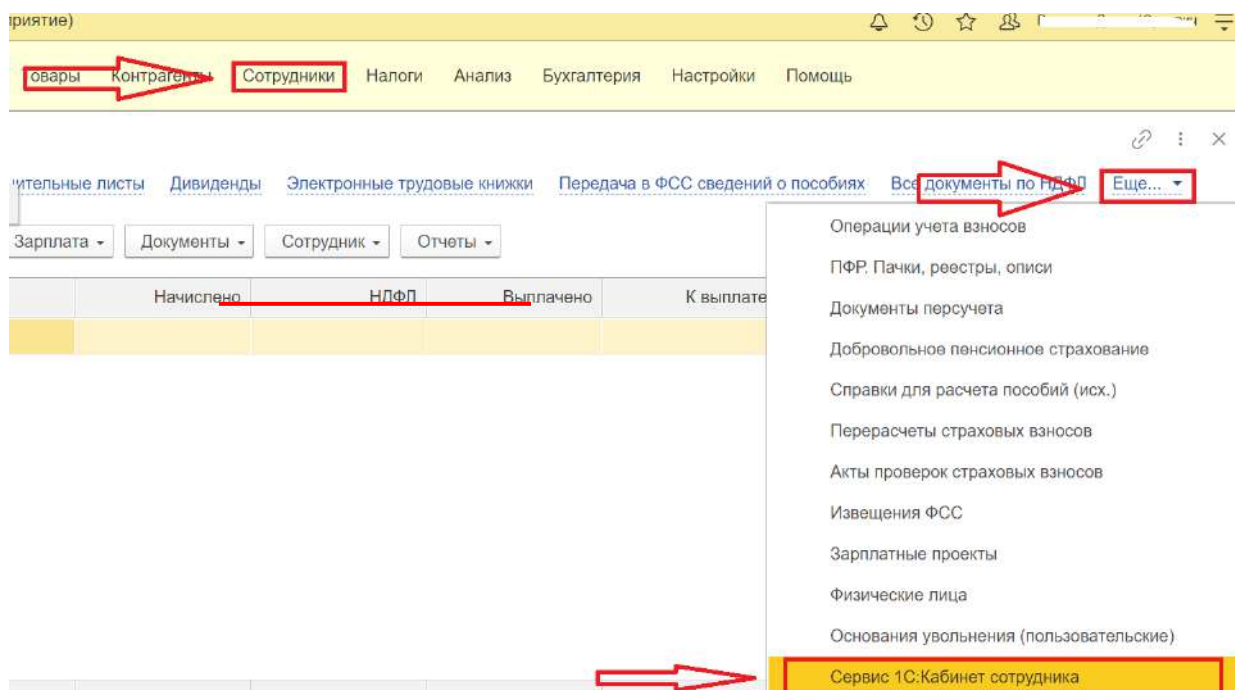 приятие)
овары Контрагенты Сотрудники Налоги Анализ Бухгалтерия Настройки Помощь
ительные листы Дивиденды Электронные трудовые книжки Передача в ФСС сведений о пособиях Все документы по НДФЛ Еще...
Зарплата Документы Сотрудник Отчеты
Начислено НДФЛ Выплачено К выплате
Операции учета взносов
ПФР. Пачки, реестры, описи
Документы персучета
Добровольное пенсионное страхование
Справки для расчета пособий (исх.)
Перерасчеты страховых взносов
Акты проверок страховых взносов
Извещения ФСС
Зарплатные проекты
Физические лица
Основания увольнения (пользовательские)
Сервис 1С:Кабинет сотрудника